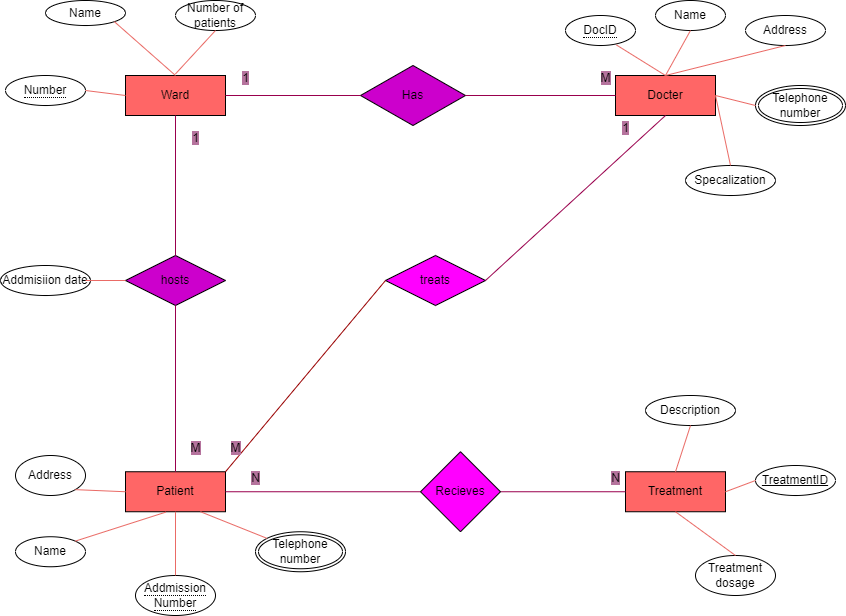 Name
Number of
patients
Number
Ward
1
Has
M
Docter
DocID
Name
Address
Telephone
number
Specalization
1
1
Addmisiion date
hosts
treats
M
M
Address
Patient
N
Recieves
N
Treatment
Description
TreatmentID
Treatment
dosage
Name
Addmission
Number
Telephone
number